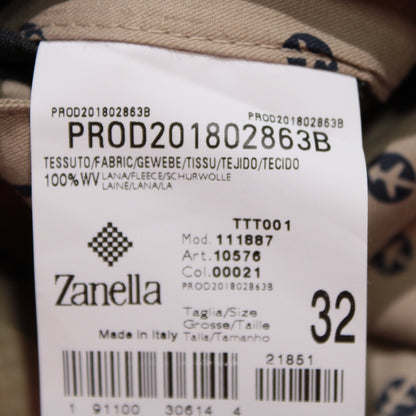 PROD201802863B PROD201802863B
PROD201802863B
TESSUTO/FABRIC/GEWEBE/TISSU/TEJIDO/TECIDO
100% WV LANA/FLEECE/SCHURWOLLE
LAINE/LANA/LA
TTT001
Mod. 111887
Art. 10576
Col. 00021
PROD201802863B
Zanella
Taglia/Size
Grosse/Taille
Talla/Tamanho
32
Made in Italy
21851
1 91100 30614 4